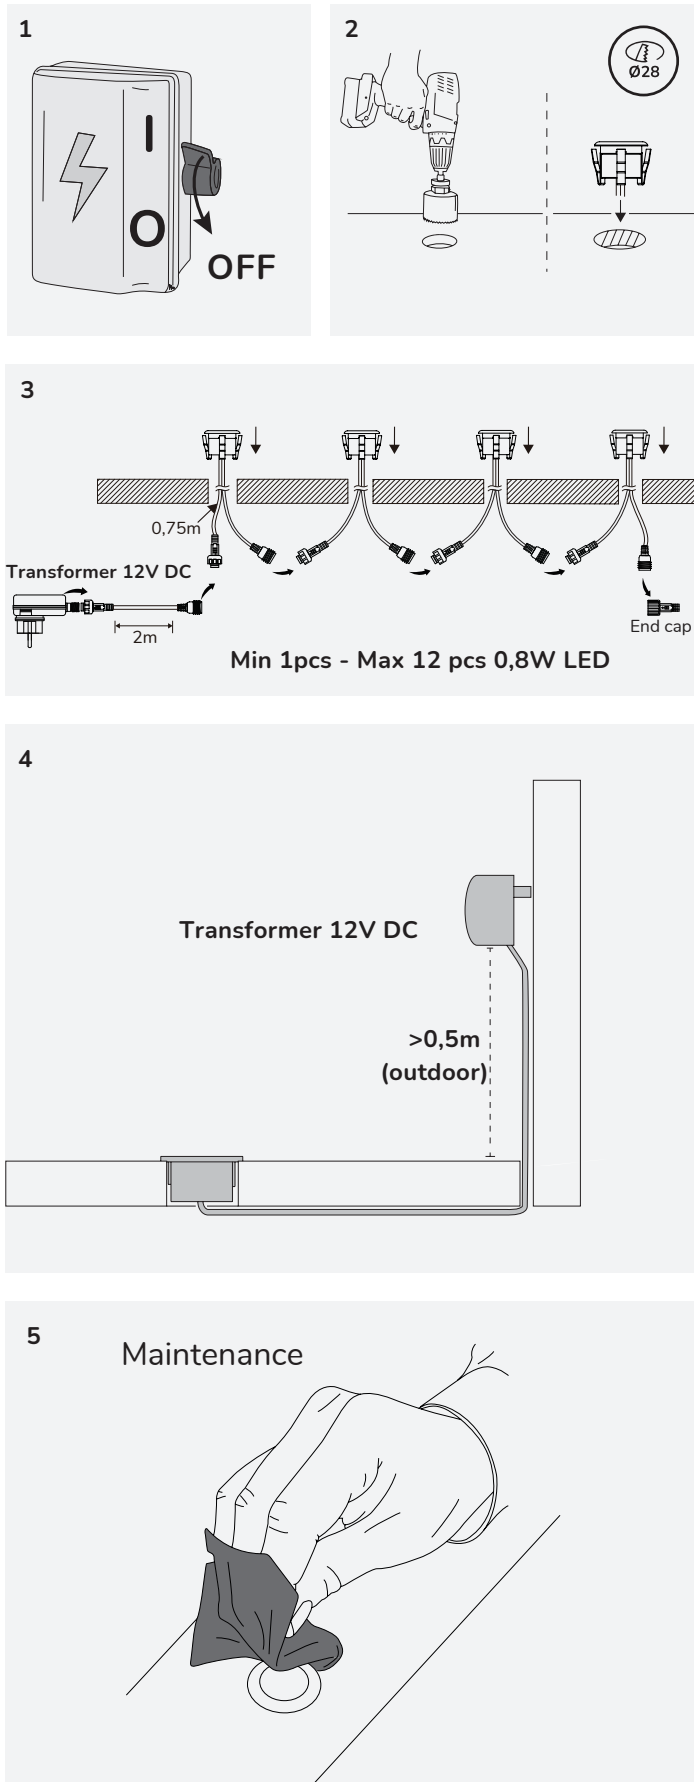 1
I
O
OFF
2
Ø28
3
0,75m
Transformer 12V DC
2m
End cap
Min 1pcs - Max 12 pcs 0,8W LED
4
Transformer 12V DC
>0,5m
(outdoor)
5
Maintenance